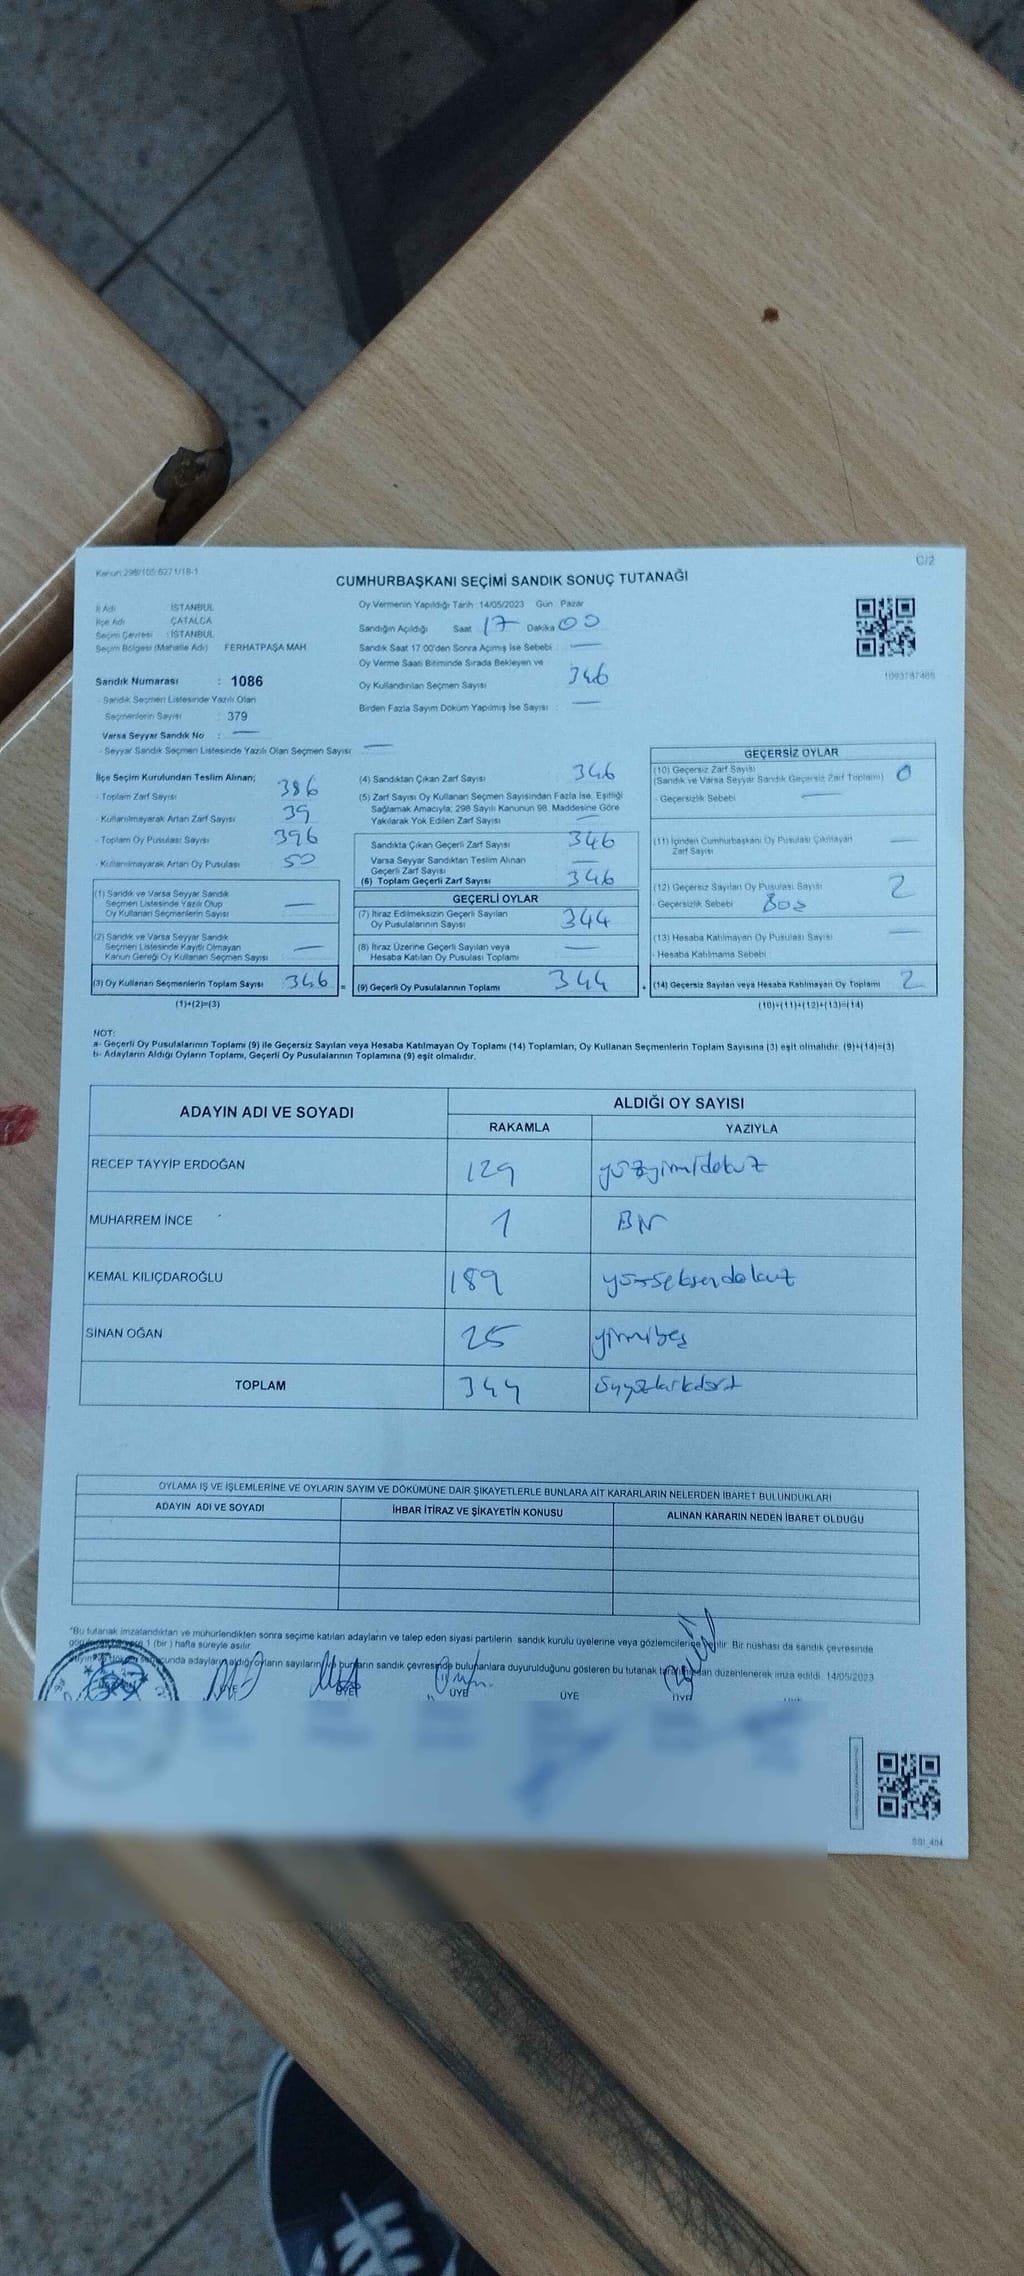 Kanun:298/105;6271/18-1
C/2
CUMHURBAŞKANI SEÇİMİ SANDIK SONUÇ TUTANAĞI
İl Adı İSTANBUL
İlçe Adı ÇATALCA
Seçim Çevresi : İSTANBUL
Seçim Bölgesi (Mahalle Adı) FERHATPAŞA MAH
Sandık Numarası : 1086
- Sandık Seçmen Listesinde Yazılı Olan
Seçmenlerin Sayısı : 379
Varsa Seyyar Sandık No : —
- Seyyar Sandık Seçmen Listesinde Yazılı Olan Seçmen Sayısı : —
Oy Vermenin Yapıldığı Tarih : 14/05/2023 Gün : Pazar
Sandığın Açıldığı Saat 17 Dakika 00
Sandık Saat 17.00'den Sonra Açılmış İse Sebebi : —
Oy Verme Saati Bitiminde Sırada Bekleyen ve
Oy Kullandırılan Seçmen Sayısı 346
Birden Fazla Sayım Döküm Yapılmış İse Sayısı : —
İlçe Seçim Kurulundan Teslim Alınan;
- Toplam Zarf Sayısı 386
- Kullanılmayarak Artan Zarf Sayısı 39
- Toplam Oy Pusulası Sayısı 396
- Kullanılmayarak Artan Oy Pusulası 50
(1) Sandık ve Varsa Seyyar Sandık
Seçmen Listesinde Yazılı Olup
Oy Kullanan Seçmenlerin Sayısı —
(2) Sandık ve Varsa Seyyar Sandık
Seçmen Listesinde Kayıtlı Olmayan
Kanun Gereği Oy Kullanan Seçmen Sayısı —
(3) Oy Kullanan Seçmenlerin Toplam Sayısı 346 =
(1)+(2)=(3)
(4) Sandıktan Çıkan Zarf Sayısı 346
(5) Zarf Sayısı Oy Kullanan Seçmen Sayısından Fazla İse, Eşitliği
Sağlamak Amacıyla; 298 Sayılı Kanunun 98. Maddesine Göre
Yakılarak Yok Edilen Zarf Sayısı —
Sandıkta Çıkan Geçerli Zarf Sayısı 346
Varsa Seyyar Sandıktan Teslim Alınan
Geçerli Zarf Sayısı —
(6) Toplam Geçerli Zarf Sayısı 346
GEÇERLİ OYLAR
(7) İtiraz Edilmeksizin Geçerli Sayılan
Oy Pusulalarının Sayısı 344
(8) İtiraz Üzerine Geçerli Sayılan veya
Hesaba Katılan Oy Pusulası Toplamı —
(9) Geçerli Oy Pusulalarının Toplamı 344 +
GEÇERSİZ OYLAR
(10) Geçersiz Zarf Sayısı
(Sandık ve Varsa Seyyar Sandık Geçersiz Zarf Toplamı) 0
- Geçersizlik Sebebi —
(11) İçinden Cumhurbaşkanı Oy Pusulası Çıkmayan
Zarf Sayısı —
(12) Geçersiz Sayılan Oy Pusulası Sayısı 2
- Geçersizlik Sebebi Boş
(13) Hesaba Katılmayan Oy Pusulası Sayısı —
- Hesaba Katılmama Sebebi
(14) Geçersiz Sayılan veya Hesaba Katılmayan Oy Toplamı 2
(10)+(11)+(12)+(13)=(14)
NOT:
a- Geçerli Oy Pusulalarının Toplamı (9) ile Geçersiz Sayılan veya Hesaba Katılmayan Oy Toplamı (14) Toplamları, Oy Kullanan Seçmenlerin Toplam Sayısına (3) eşit olmalıdır. (9)+(14)=(3)
b- Adayların Aldığı Oyların Toplamı, Geçerli Oy Pusulalarının Toplamına (9) eşit olmalıdır.
ADAYIN ADI VE SOYADI ALDIĞI OY SAYISI
RAKAMLA YAZIYLA
RECEP TAYYİP ERDOĞAN 129 yüzyirmidokuz
MUHARREM İNCE 1 BİR
KEMAL KILIÇDAROĞLU 189 yüzseksendokuz
SİNAN OĞAN 25 yirmibeş
TOPLAM 344 üçyüzkırkdört
OYLAMA İŞ VE İŞLEMLERİNE VE OYLARIN SAYIM VE DÖKÜMÜNE DAİR ŞİKAYETLERLE BUNLARA AİT KARARLARIN NELERDEN İBARET BULUNDUKLARI
ADAYIN ADI VE SOYADI İHBAR İTİRAZ VE ŞİKAYETİN KONUSU ALINAN KARARIN NEDEN İBARET OLDUĞU
*Bu tutanak imzalandıktan ve mühürlendikten sonra seçime katılan adayların ve talep eden siyasi partilerin sandık kurulu üyelerine veya gözlemcilerine verilir. Bir nüshası da sandık çevresinde
1 (bir) hafta süreyle asılır.
adayların aldığı oyların sayılarının bunların sandık çevresinde bulunanlara duyurulduğunu gösteren bu tutanak tarafımızdan düzenlenerek imza edildi. 14/05/2023
ÜYE ÜYE ÜYE ÜYE ÜYE